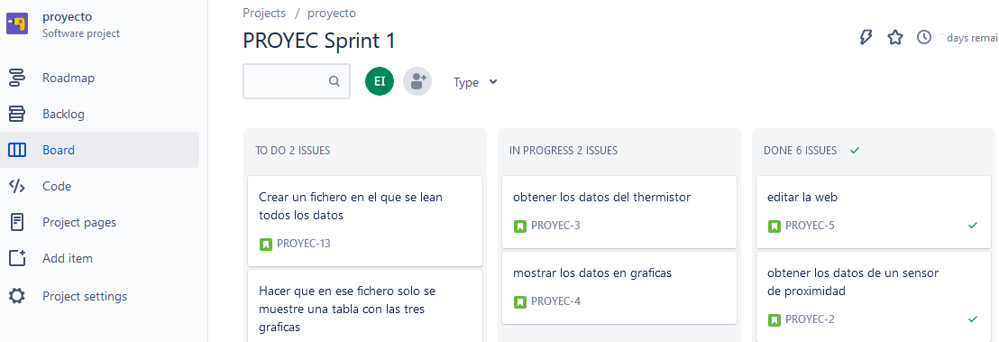 proyecto
Software project
Roadmap
Backlog
Board
Code
Project pages
Add item
Project settings
Projects / proyecto
PROYEC Sprint 1
days remai
EI
Type
TO DO 2 ISSUES
Crear un fichero en el que se lean
todos los datos
PROYEC-13
Hacer que en ese fichero solo se
muestre una tabla con las tres
graficas
IN PROGRESS 2 ISSUES
obtener los datos del thermistor
PROYEC-3
mostrar los datos en graficas
PROYEC-4
DONE 6 ISSUES
editar la web
PROYEC-5
obtener los datos de un sensor
de proximidad
PROYEC-2